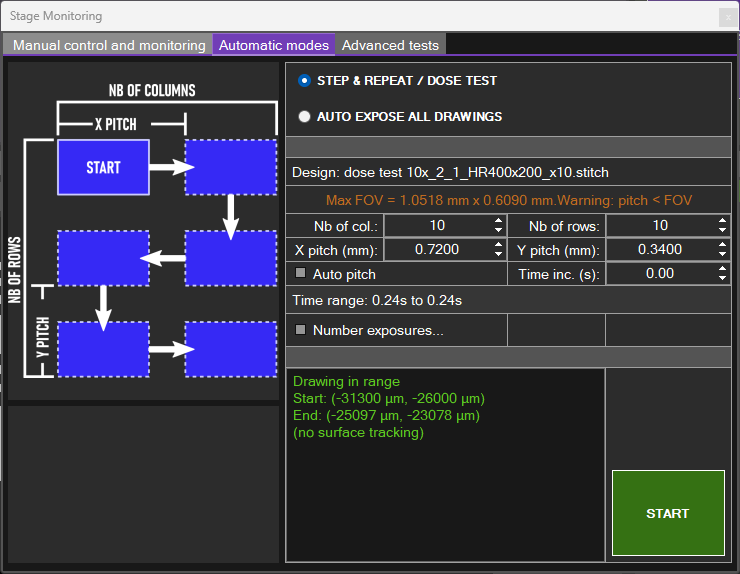 Stage Monitoring
x
Manual control and monitoring Automatic modes Advanced tests
NB OF COLUMNS
X PITCH
START
NB OF ROWS
Y PITCH
STEP & REPEAT / DOSE TEST
AUTO EXPOSE ALL DRAWINGS
Design: dose test 10x_2_1_HR400x200_x10.stitch
Max FOV = 1.0518 mm x 0.6090 mm.Warning: pitch < FOV
Nb of col.: 10 Nb of rows: 10
X pitch (mm): 0.7200 Y pitch (mm): 0.3400
Auto pitch Time inc. (s): 0.00
Time range: 0.24s to 0.24s
Number exposures...
Drawing in range
Start: (-31300 µm, -26000 µm)
End: (-25097 µm, -23078 µm)
(no surface tracking)
START